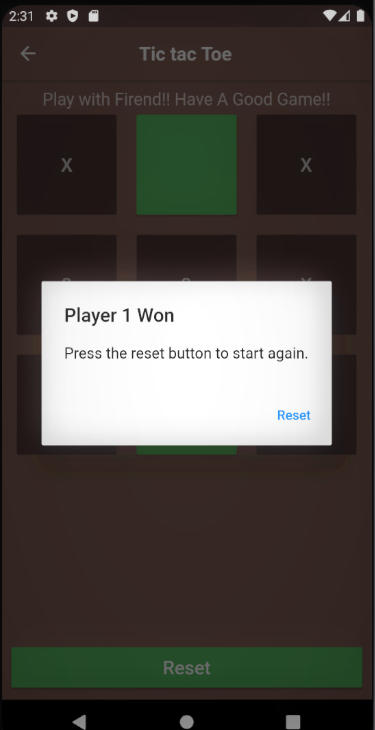 2:31
Tic tac Toe
Play with Firend!! Have A Good Game!!
X X
X
Player 1 Won
Press the reset button to start again.
Reset
Reset